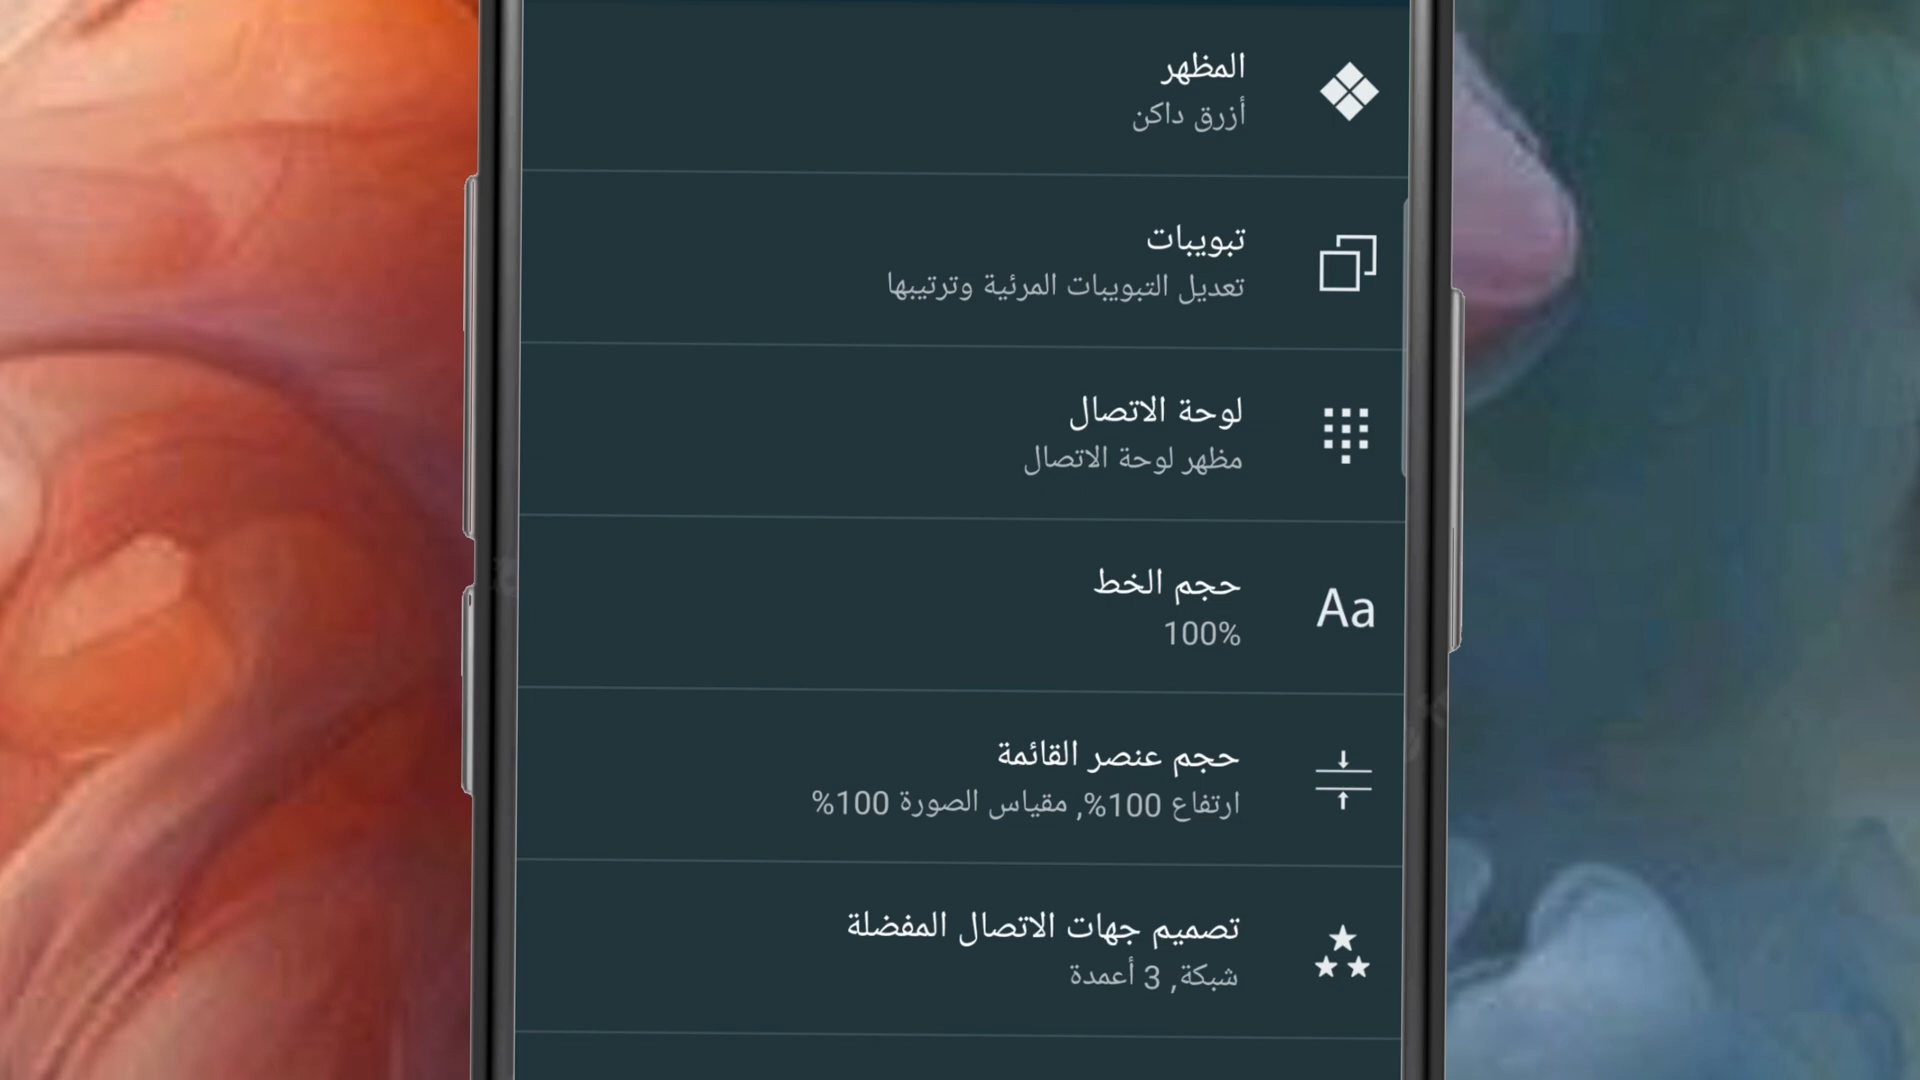 المظهر
أزرق داكن
تبويبات
تعديل التبويبات المرئية وترتيبها
لوحة الاتصال
مظهر لوحة الاتصال
Aa
حجم الخط
100%
حجم عنصر القائمة
ارتفاع 100%, مقياس الصورة 100%
تصميم جهات الاتصال المفضلة
شبكة, 3 أعمدة